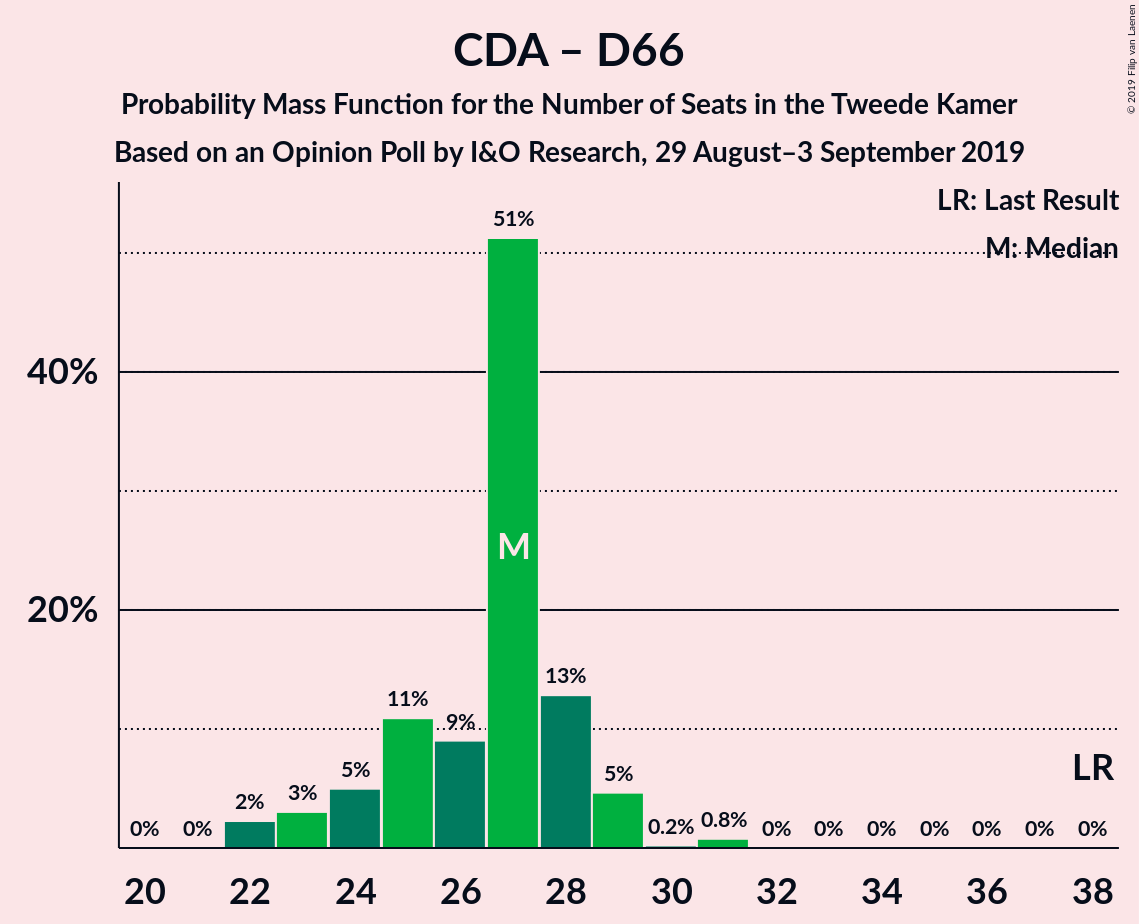 CDA – D66
Probability Mass Function for the Number of Seats in the Tweede Kamer
Based on an Opinion Poll by I&O Research, 29 August–3 September 2019
© 2019 Filip van Laenen
LR: Last Result
M: Median
51%
40%
M
20%
13%
11%
9%
LR
5%
5%
3%
2%
0.8%
0.2%
0% 0% 0% 0% 0% 0% 0% 0% 0%
20 22 24 26 28 30 32 34 36 38